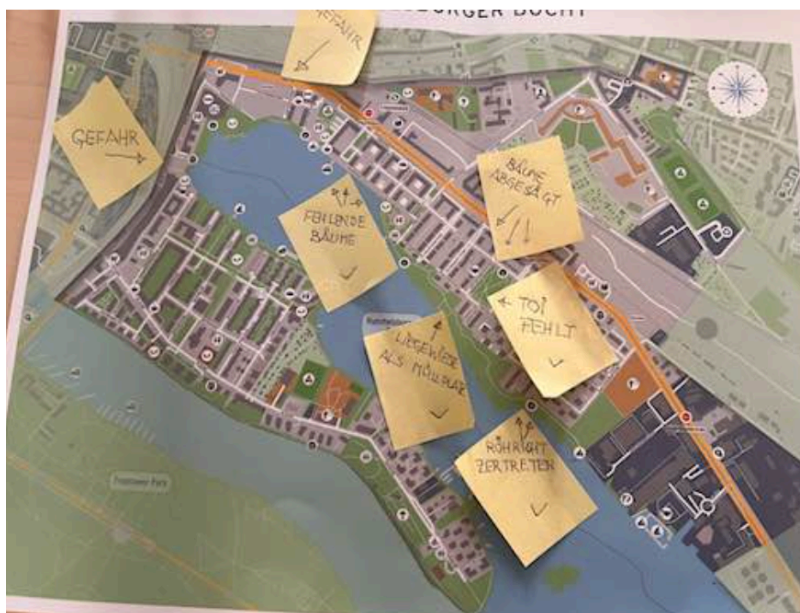 GEFAHR
GEFAHR
BÄUME
ABGESÄGT
FEHLENDE
BÄUME
TOI
FEHLT
LIEGEWIESE
ALS MÜLLPLATZ
RÖHRICHT
ZERTRETEN
Treptower Park